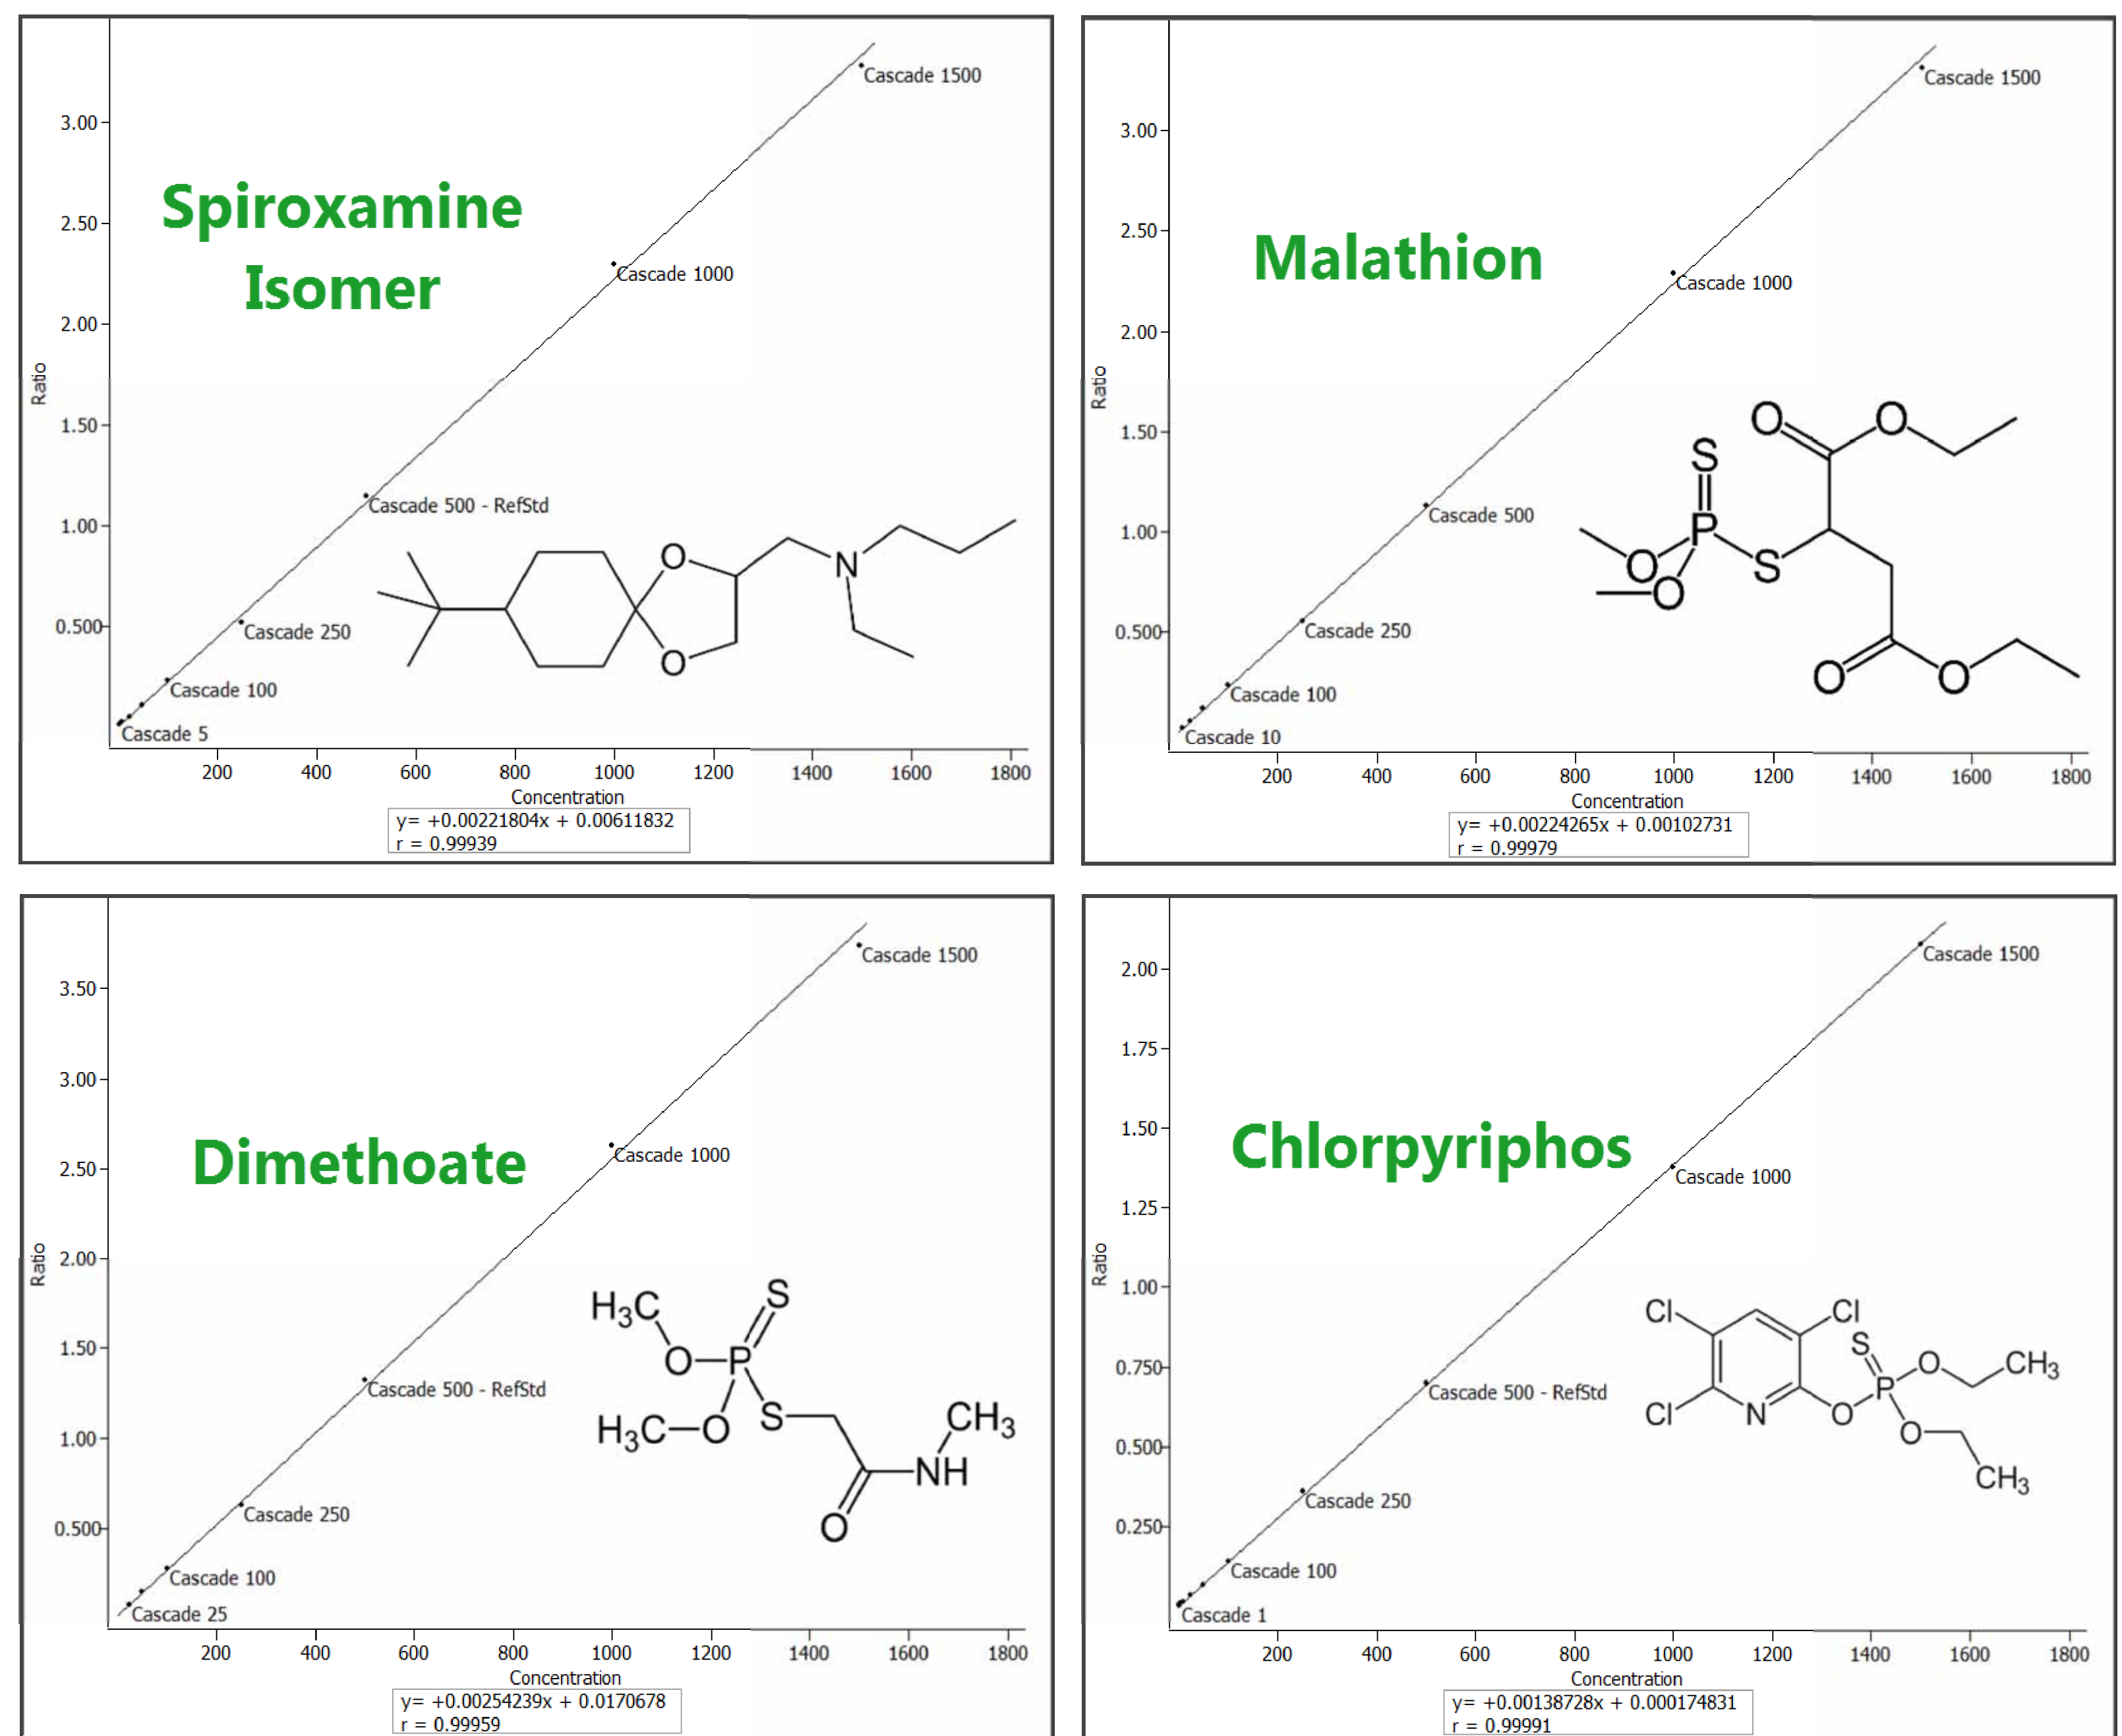 3.00
2.50
2.00
1.50
1.00
0.500
Ratio
Spiroxamine
Isomer
Cascade 1500
Cascade 1000
Cascade 500 - RefStd
Cascade 250
Cascade 100
Cascade 5
O
O
N
200 400 600 800 1000 1200 1400 1600 1800
Concentration
y= +0.00221804x + 0.00611832
r = 0.99939
3.00
2.50
2.00
1.50
1.00
0.500
Ratio
Malathion
Cascade 1500
Cascade 1000
Cascade 500
Cascade 250
Cascade 100
Cascade 10
O O
S
P
O S
O
O O
200 400 600 800 1000 1200 1400 1600 1800
Concentration
y= +0.00224265x + 0.00102731
r = 0.99979
3.50
3.00
2.50
2.00
1.50
1.00
0.500
Ratio
Dimethoate
Cascade 1500
Cascade 1000
Cascade 500 - RefStd
Cascade 250
Cascade 100
Cascade 25
H₃C S
O P
H₃C O S CH₃
NH
O
200 400 600 800 1000 1200 1400 1600 1800
Concentration
y= +0.00254239x + 0.0170678
r = 0.99959
2.00
1.75
1.50
1.25
1.00
0.750
0.500
0.250
Ratio
Chlorpyriphos
Cascade 1500
Cascade 1000
Cascade 500 - RefStd
Cascade 250
Cascade 100
Cascade 1
Cl Cl
S
O CH₃
P
Cl N O
O
CH₃
200 400 600 800 1000 1200 1400 1600 1800
Concentration
y= +0.00138728x + 0.000174831
r = 0.99991